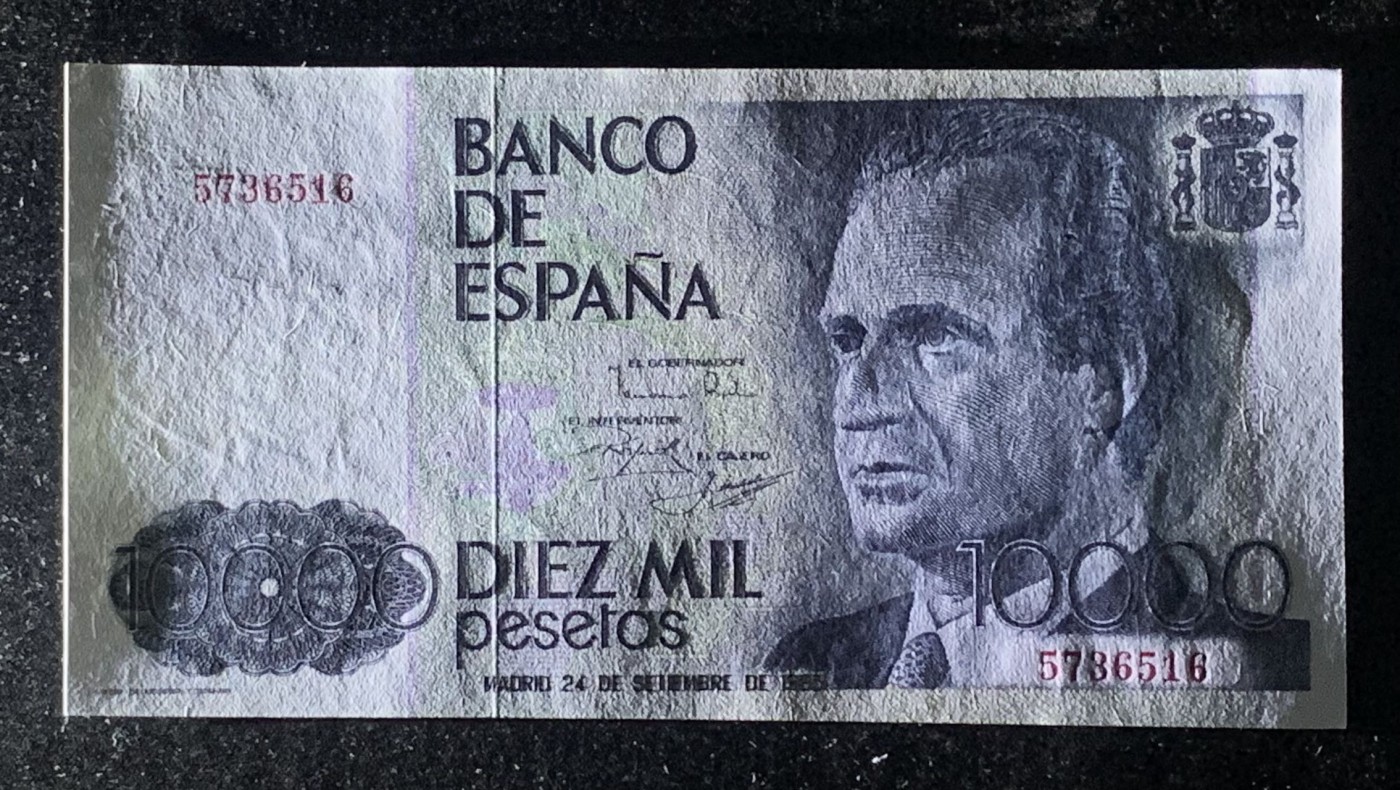 5736516
BANCO
DE
ESPAÑA
EL GOBERNADOR
EL INTERVENTOR
EL CAJERO
10000
DIEZ MIL
pesetas
10000
MADRID 24 DE SETIEMBRE DE 1985
5736516